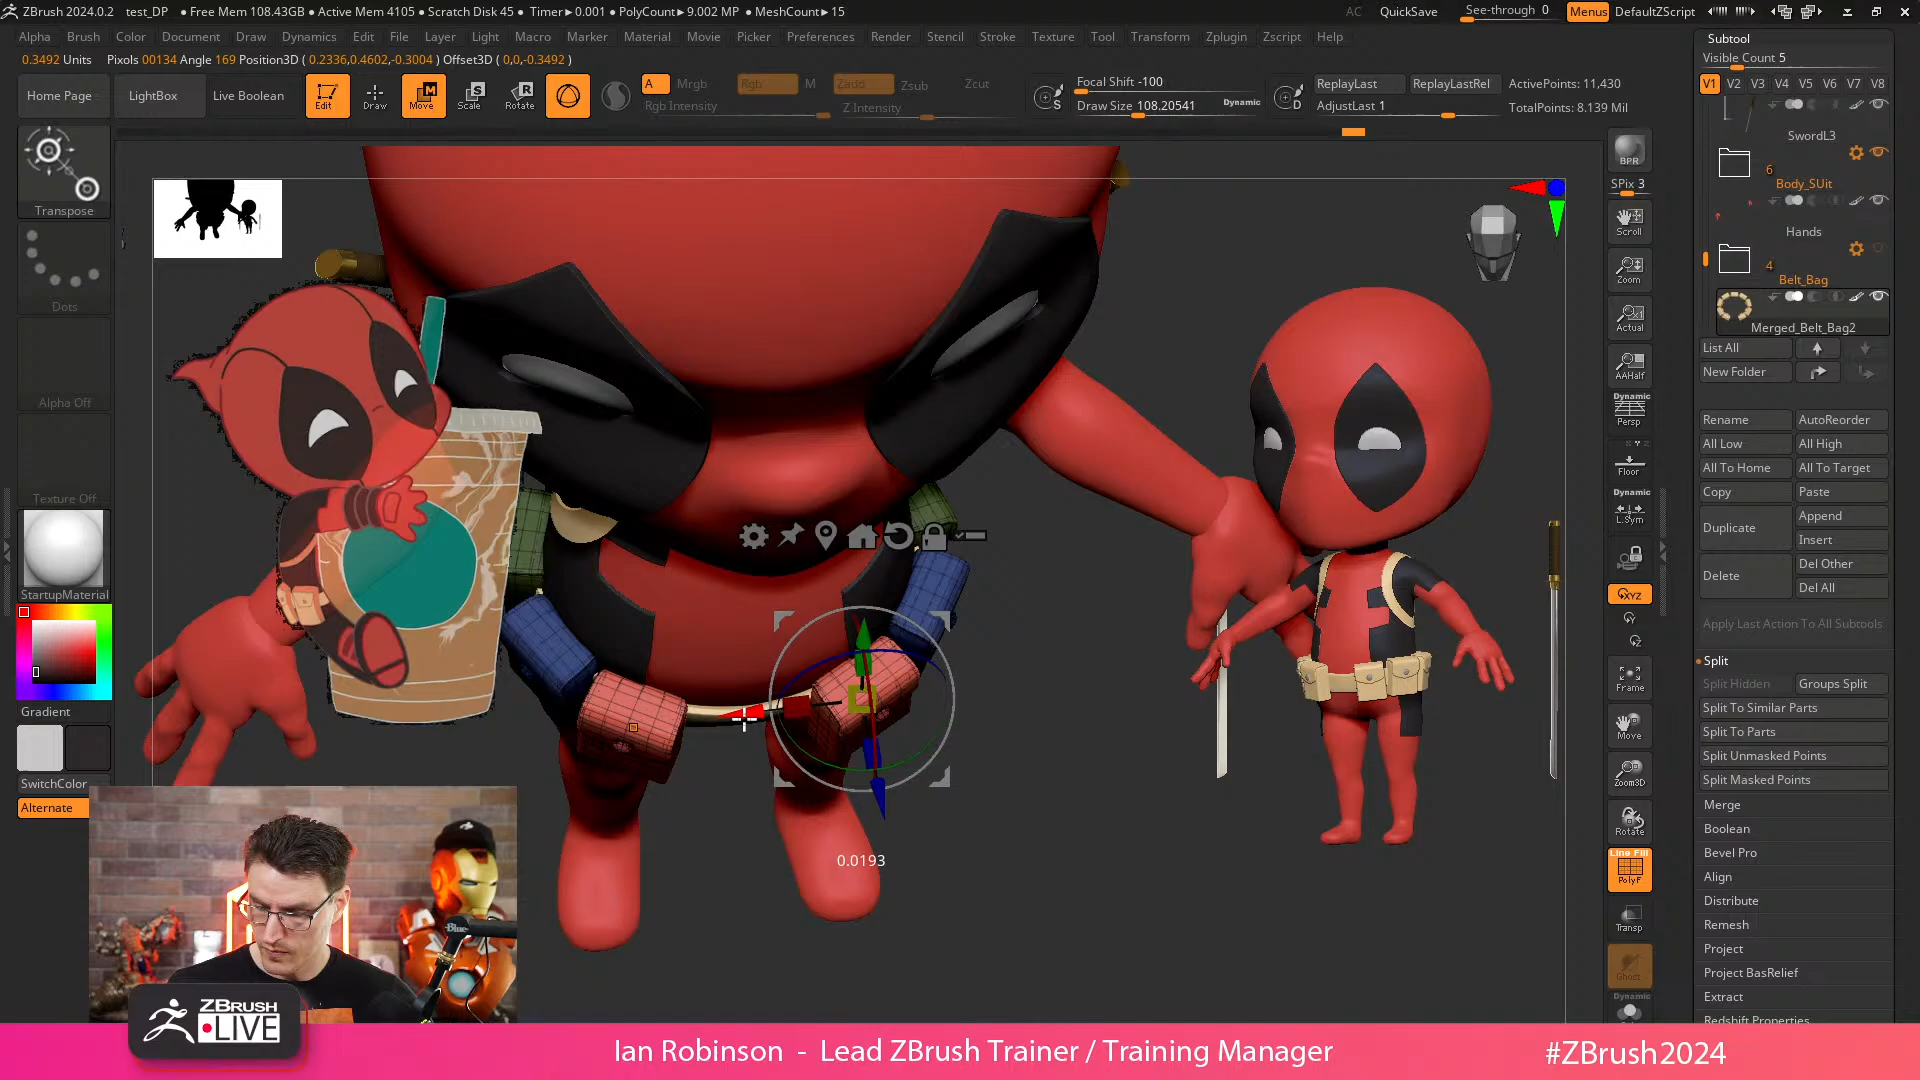 ZBrush 2024.0.2 test_DP • Free Mem 108.43GB • Active Mem 4105 • Scratch Disk 45 • Timer►0.001 • PolyCount►9.002 MP • MeshCount►15
AC QuickSave See-through 0 Menus DefaultZScript
Alpha Brush Color Document Draw Dynamics Edit File Layer Light Macro Marker Material Movie Picker Preferences Render Stencil Stroke Texture Tool Transform Zplugin Zscript Help
0.3492 Units Pixols 00134 Angle 169 Position3D ( 0.2336,0.4602,-0.3004 ) Offset3D ( 0,0,-0.3492 )
Home Page LightBox Live Boolean Edit Draw Move Scale Rotate
A Mrgb Rgb M Zadd Zsub Zcut
Rgb Intensity Z Intensity
Focal Shift -100
Draw Size 108.20541 Dynamic
S D
ReplayLast ReplayLastRel ActivePoints: 11,430
AdjustLast 1 TotalPoints: 8.139 Mil
Transpose
Dots
Alpha Off
Texture Off
StartupMaterial
Gradient
SwitchColor
Alternate
0.0193
BPR
SPix 3
Scroll
Zoom
Actual
AAHalf
Dynamic
Persp
Floor
Dynamic
L.Sym
XYZ
Frame
Move
Zoom3D
Rotate
Line Fill
PolyF
Transp
Ghost
Dynamic
Subtool
Visible Count 5
V1 V2 V3 V4 V5 V6 V7 V8
SwordL3
6
Body_SUit
Hands
4
Belt_Bag
Merged_Belt_Bag2
List All
New Folder
Rename AutoReorder
All Low All High
All To Home All To Target
Copy Paste
Duplicate Append
Insert
Delete Del Other
Del All
Apply Last Action To All Subtools
Split
Split Hidden Groups Split
Split To Similar Parts
Split To Parts
Split Unmasked Points
Split Masked Points
Merge
Boolean
Bevel Pro
Align
Distribute
Remesh
Project
Project BasRelief
Extract
Redshift Properties
Blue
ZBRUSH
LIVE
Ian Robinson - Lead ZBrush Trainer / Training Manager
#ZBrush2024